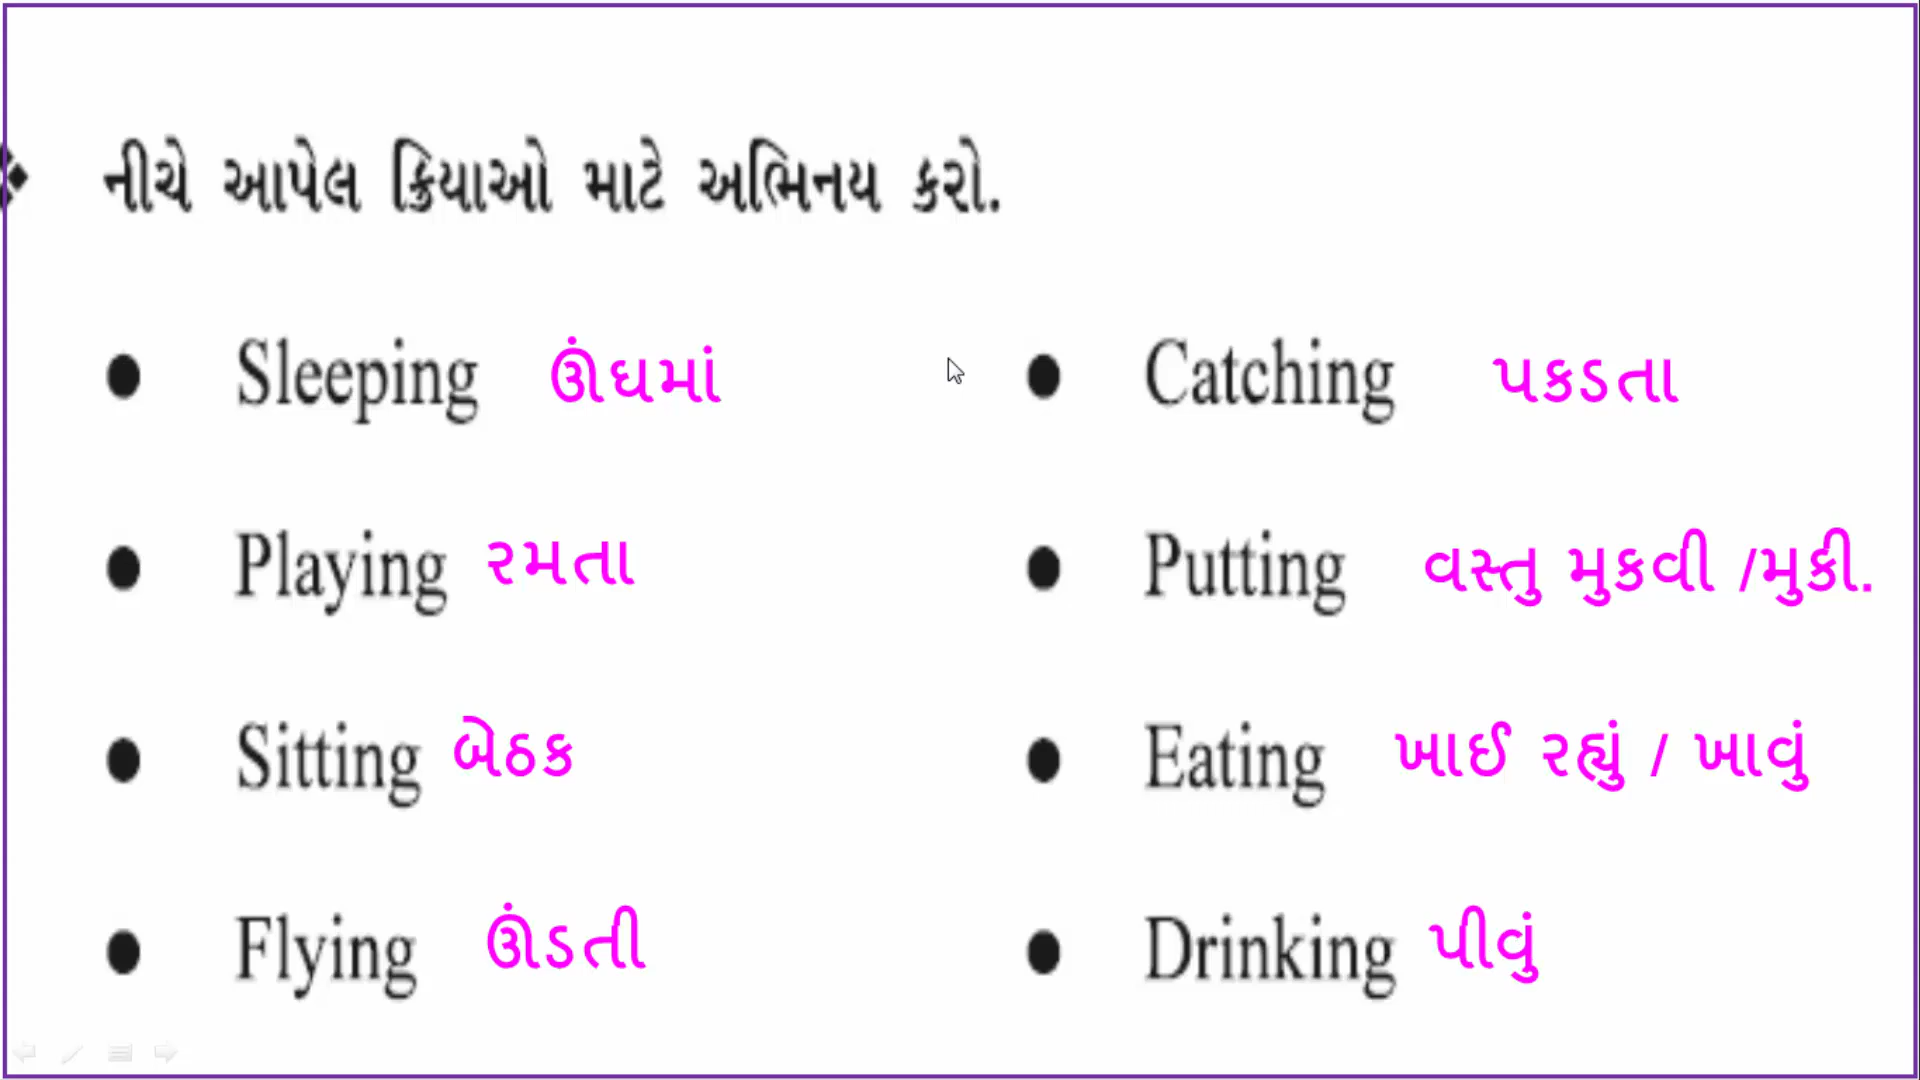 નીચે આપેલ ક્રિયાઓ માટે અભિનય કરો.
Sleeping ઊંઘમાં
Catching પકડતા
Playing રમતા
Putting વસ્તુ મુકવી /મુકી.
Sitting બેઠક
Eating ખાઈ રહ્યું / ખાવું
Flying ઊંડતી
Drinking પીવું